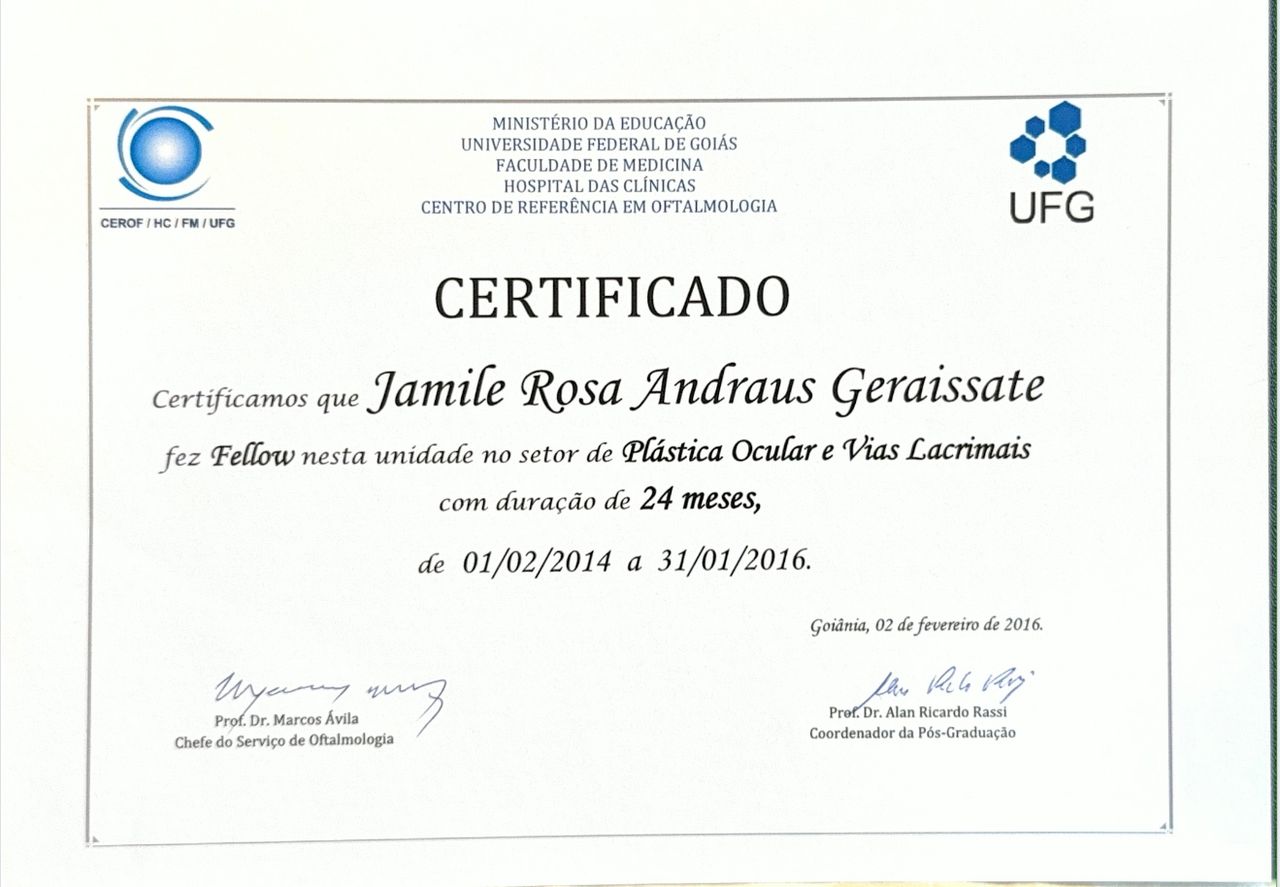 MINISTÉRIO DA EDUCAÇÃO
UNIVERSIDADE FEDERAL DE GOIÁS
FACULDADE DE MEDICINA
HOSPITAL DAS CLÍNICAS
CENTRO DE REFERÊNCIA EM OFTALMOLOGIA
CEROF / HC / FM / UFG
UFG
CERTIFICADO
Certificamos que Jamile Rosa Andraus Geraissate
fez Fellow nesta unidade no setor de Plástica Ocular e Vias Lacrimais
com duração de 24 meses,
de 01/02/2014 a 31/01/2016.
Goiânia, 02 de fevereiro de 2016.
Prof. Dr. Marcos Ávila
Chefe do Serviço de Oftalmologia
Prof. Dr. Alan Ricardo Rassi
Coordenador da Pós-Graduação